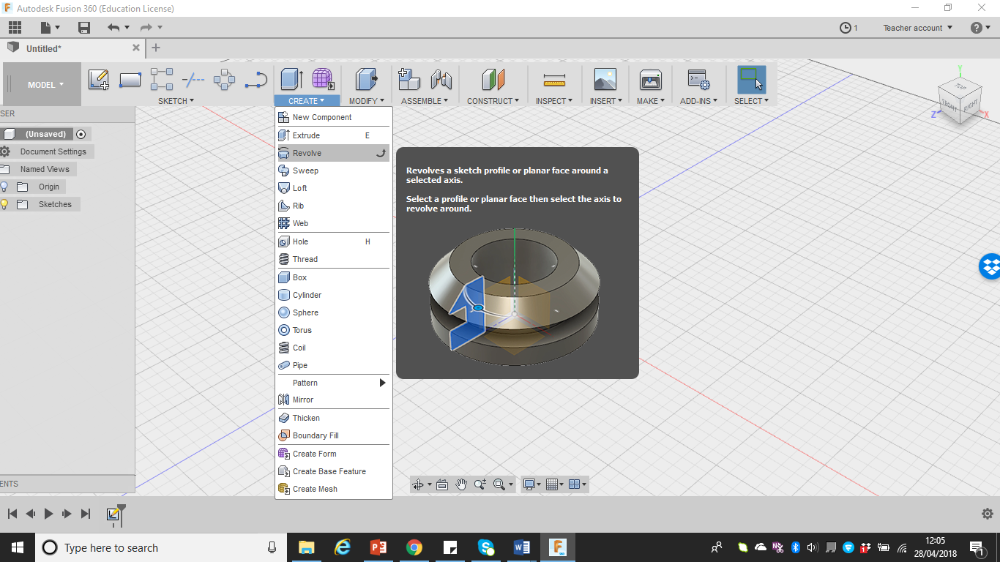 Autodesk Fusion 360 (Education License)
1
Teacher account
Untitled*
MODEL
SKETCH
CREATE
MODIFY
ASSEMBLE
CONSTRUCT
INSPECT
INSERT
MAKE
ADD-INS
SELECT
TOP
FRONT
RIGHT
Y
Z
X
SER
(Unsaved)
Document Settings
Named Views
Origin
Sketches
New Component
Extrude E
Revolve
Sweep
Loft
Rib
Web
Hole H
Thread
Box
Cylinder
Sphere
Torus
Coil
Pipe
Pattern
Mirror
Thicken
Boundary Fill
Create Form
Create Base Feature
Create Mesh
Revolves a sketch profile or planar face around a
selected axis.
Select a profile or planar face then select the axis to
revolve around.
ENTS
Type here to search
12:05
28/04/2018
1